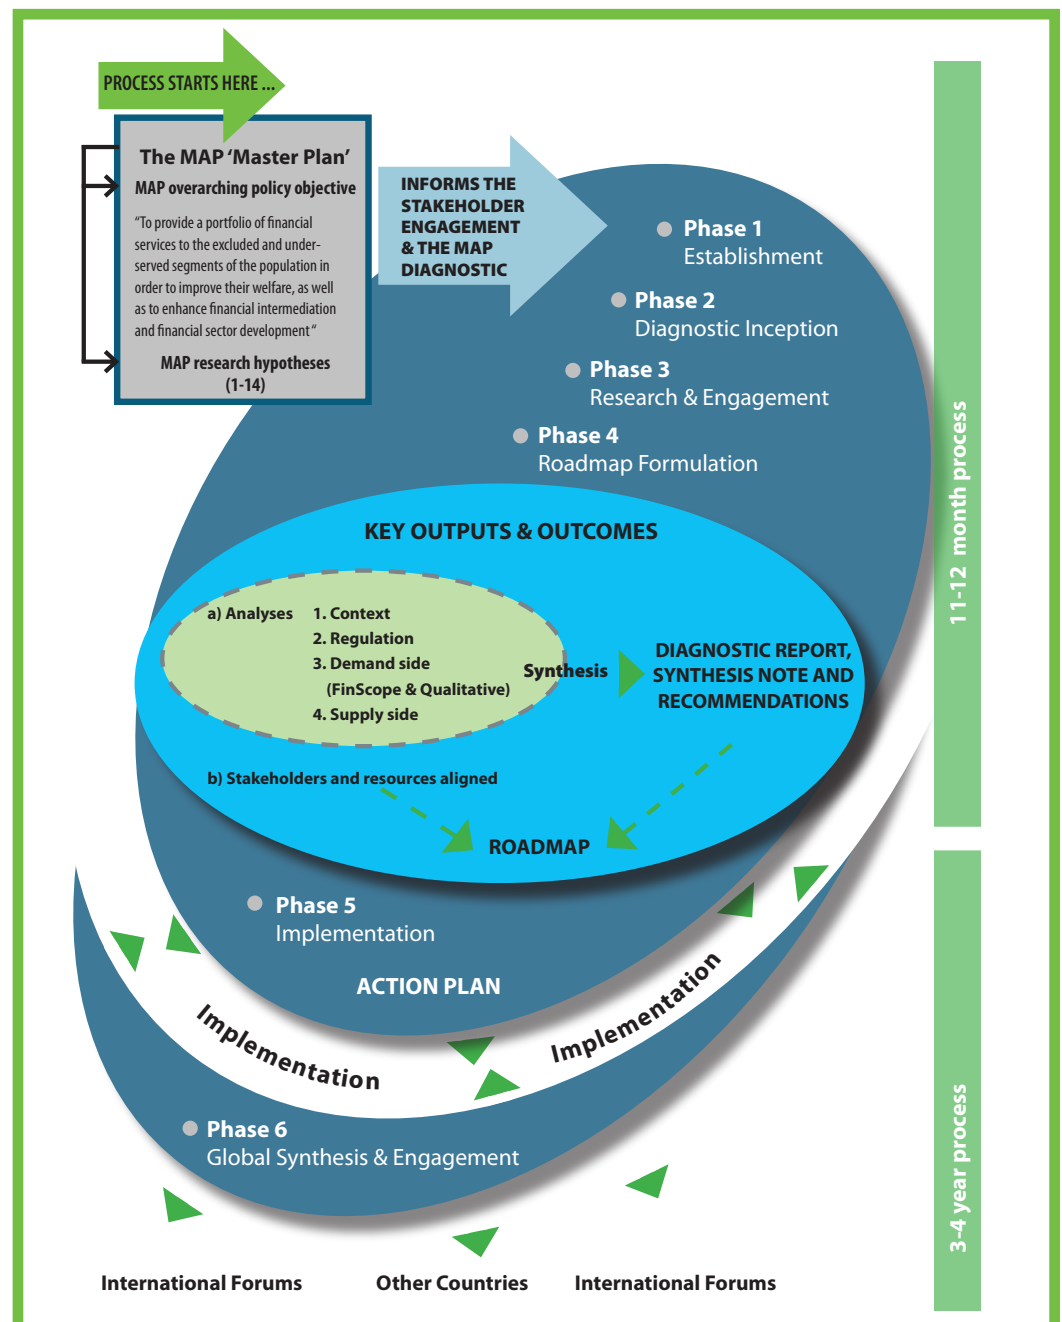 PROCESS STARTS HERE ...
The MAP ‘Master Plan’
MAP overarching policy objective
“To provide a portfolio of financial
services to the excluded and under-
served segments of the population in
order to improve their welfare, as well
as to enhance financial intermediation
and financial sector development “
MAP research hypotheses
(1-14)
INFORMS THE
STAKEHOLDER
ENGAGEMENT
& THE MAP
DIAGNOSTIC
Phase 1
Establishment
Phase 2
Diagnostic Inception
Phase 3
Research & Engagement
Phase 4
Roadmap Formulation
KEY OUTPUTS & OUTCOMES
a) Analyses
1. Context
2. Regulation
3. Demand side
(FinScope & Qualitative)
4. Supply side
Synthesis
DIAGNOSTIC REPORT,
SYNTHESIS NOTE AND
RECOMMENDATIONS
b) Stakeholders and resources aligned
ROADMAP
Phase 5
Implementation
ACTION PLAN
Implementation
Implementation
Phase 6
Global Synthesis & Engagement
International Forums
Other Countries
International Forums
11-12 month process
3-4 year process